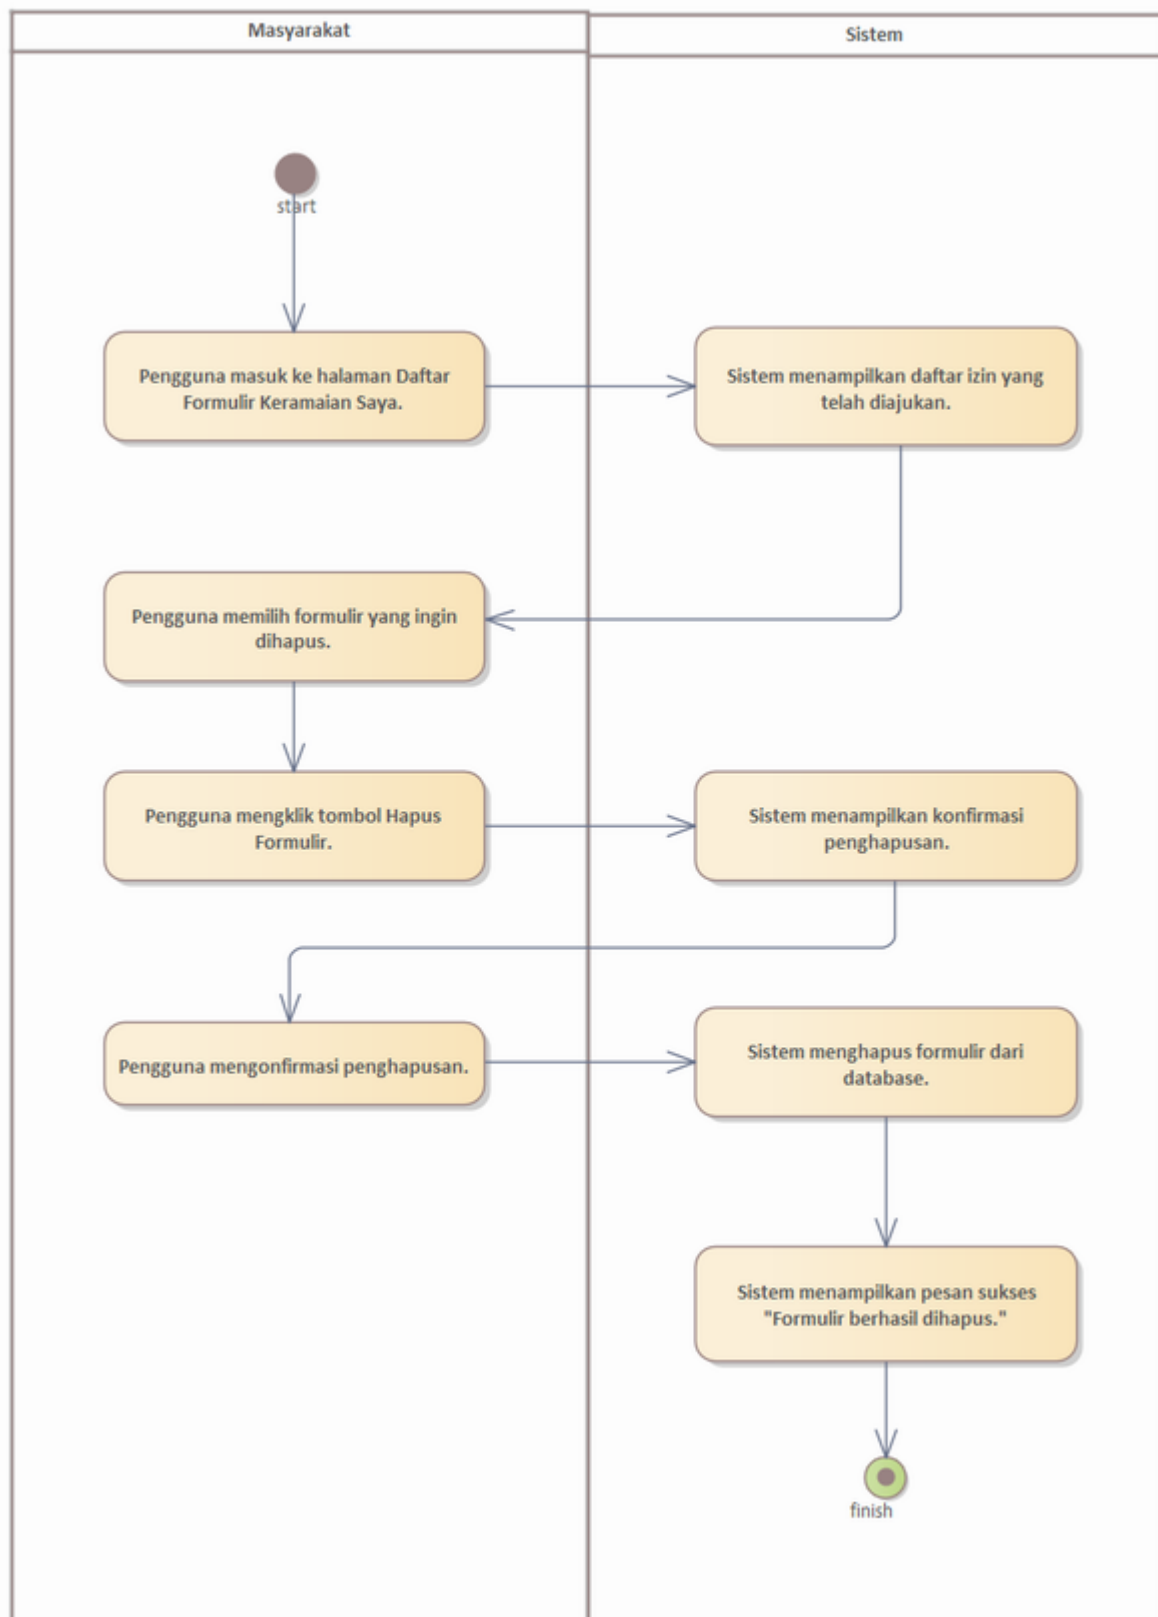 Masyarakat
Sistem
start
Pengguna masuk ke halaman Daftar
Formulir Keramaian Saya.
Sistem menampilkan daftar izin yang
telah diajukan.
Pengguna memilih formulir yang ingin
dihapus.
Pengguna mengklik tombol Hapus
Formulir.
Sistem menampilkan konfirmasi
penghapusan.
Pengguna mengonfirmasi penghapusan.
Sistem menghapus formulir dari
database.
Sistem menampilkan pesan sukses
"Formulir berhasil dihapus."
finish